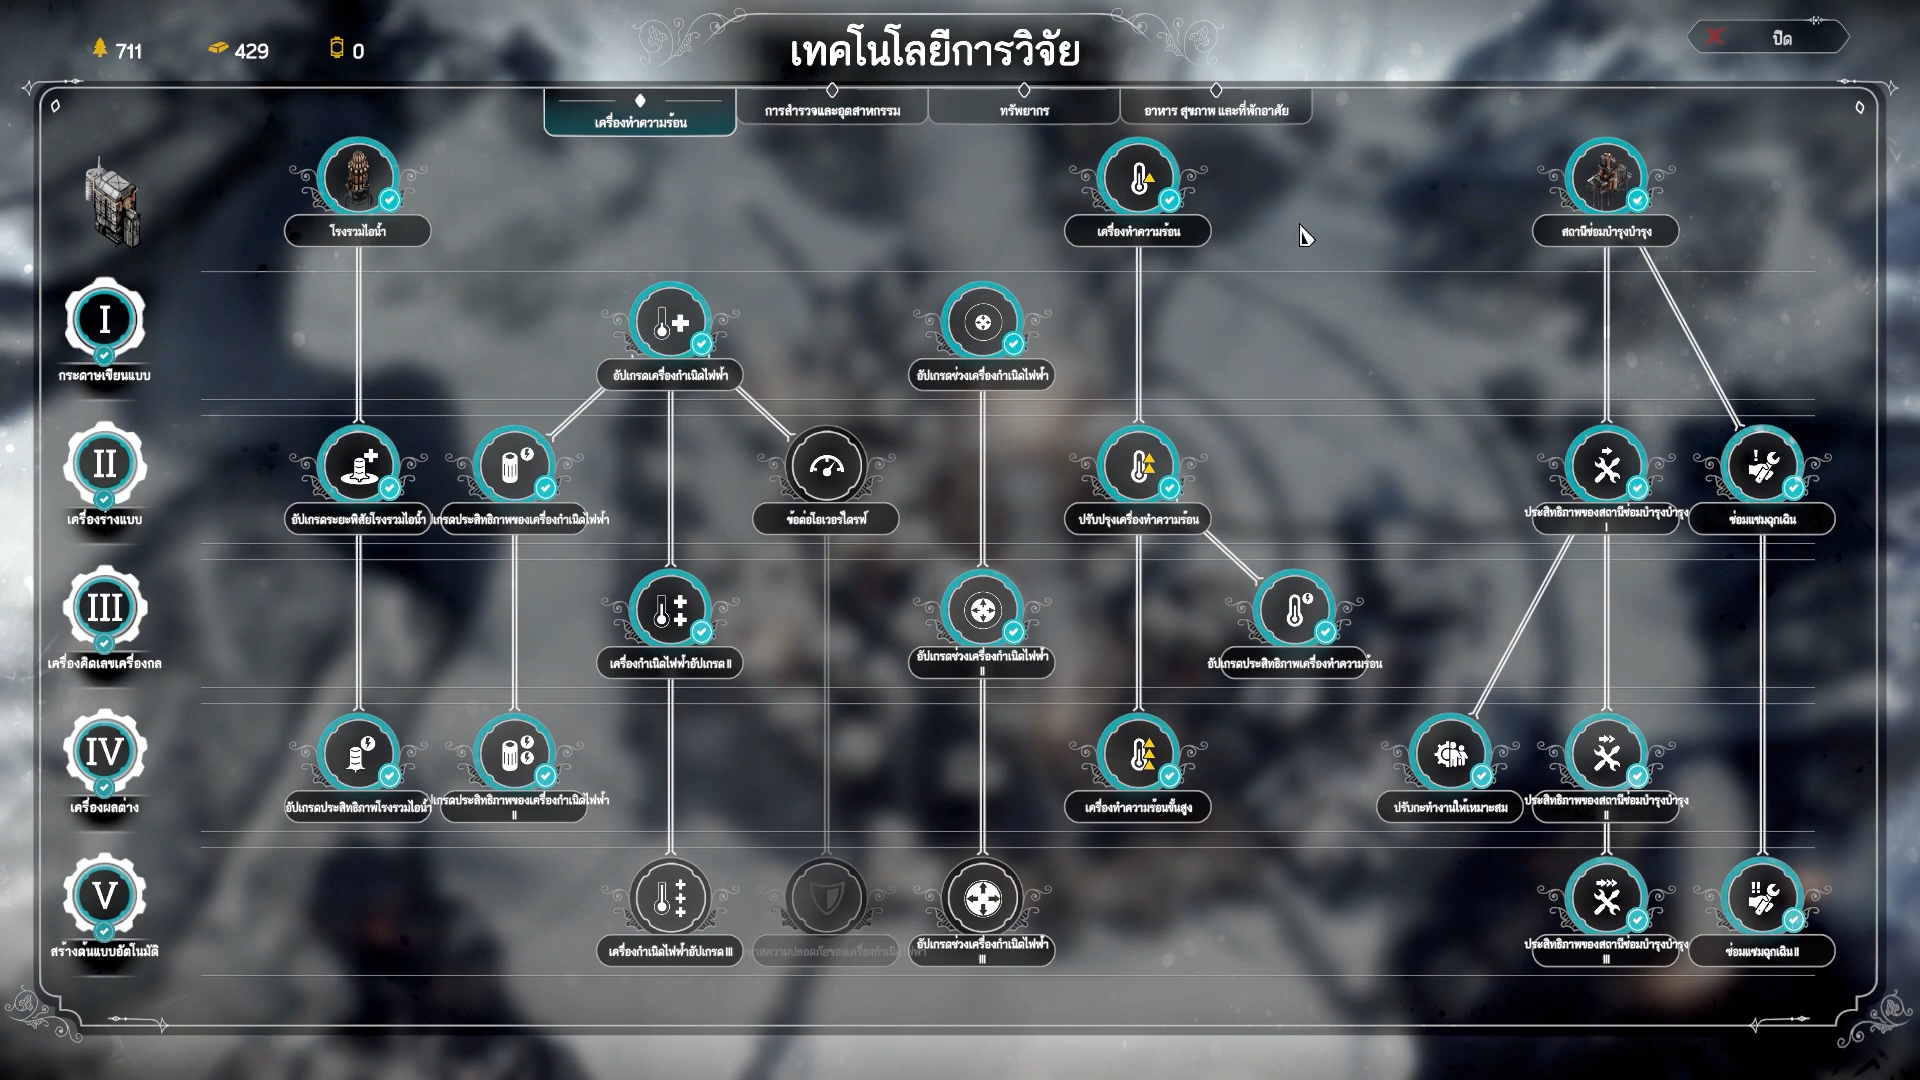 711
429
0
เทคโนโลยีการวิจัย
ปิด
เครื่องทำความร้อน
การสำรวจและอุตสาหกรรม
ทรัพยากร
อาหาร สุขภาพ และที่พักอาศัย
โรงรวมไอน้ำ
เครื่องทำความร้อน
สถานีซ่อมบำรุงบำรุง
I
กระดาษเขียนแบบ
อัปเกรดเครื่องกำเนิดไฟฟ้า
อัปเกรดช่วงเครื่องกำเนิดไฟฟ้า
II
เครื่องร่างแบบ
อัปเกรดระยะพิสัยโรงรวมไอน้ำ
เกรดประสิทธิภาพของเครื่องกำเนิดไฟฟ้า
ข้อต่อโอเวอร์ไดรฟ์
ปรับปรุงเครื่องทำความร้อน
ประสิทธิภาพของสถานีซ่อมบำรุงบำรุง
I
ซ่อมแซมฉุกเฉิน
III
เครื่องคิดเลขเครื่องกล
เครื่องกำเนิดไฟฟ้าอัปเกรด II
อัปเกรดช่วงเครื่องกำเนิดไฟฟ้า
II
อัปเกรดประสิทธิภาพเครื่องทำความร้อน
IV
เครื่องผลต่าง
อัปเกรดประสิทธิภาพโรงรวมไอน้ำ
เกรดประสิทธิภาพของเครื่องกำเนิดไฟฟ้า
II
เครื่องทำความร้อนขั้นสูง
ปรับกะทำงานให้เหมาะสม
ประสิทธิภาพของสถานีซ่อมบำรุงบำรุง
II
V
สร้างต้นแบบอัตโนมัติ
เครื่องกำเนิดไฟฟ้าอัปเกรด III
ความปลอดภัยของเครื่องกำเนิด
อัปเกรดช่วงเครื่องกำเนิดไฟฟ้า
III
ประสิทธิภาพของสถานีซ่อมบำรุงบำรุง
III
ซ่อมแซมฉุกเฉิน II